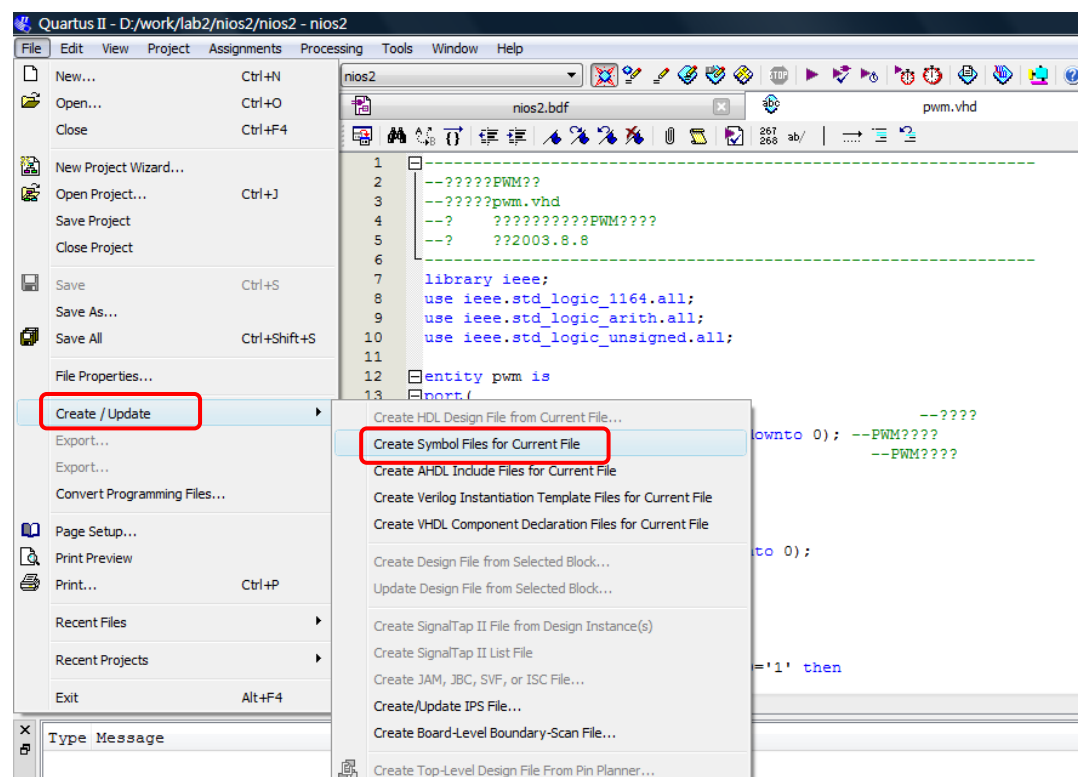 Quartus II - D:/work/lab2/nios2/nios2 - nios2
File Edit View Project Assignments Processing Tools Window Help
New... Ctrl+N
Open... Ctrl+O
Close Ctrl+F4
New Project Wizard...
Open Project... Ctrl+J
Save Project
Close Project
Save Ctrl+S
Save As...
Save All Ctrl+Shift+S
File Properties...
Create / Update
Export...
Export...
Convert Programming Files...
Page Setup...
Print Preview
Print... Ctrl+P
Recent Files
Recent Projects
Exit Alt+F4
nios2
STOP
nios2.bdf
abc
pwm.vhd
267
268 ab/
1 ----------------------------------------------------------------
2 --?????PWM??
3 --?????pwm.vhd
4 --? ??????????PWM????
5 --? ??2003.8.8
6 ----------------------------------------------------------------
7 library ieee;
8 use ieee.std_logic_1164.all;
9 use ieee.std_logic_arith.all;
10 use ieee.std_logic_unsigned.all;
11
12 entity pwm is
13 port(
--????
downto 0); --PWM????
--PWM????
to 0);
='1' then
Create HDL Design File from Current File...
Create Symbol Files for Current File
Create AHDL Include Files for Current File
Create Verilog Instantiation Template Files for Current File
Create VHDL Component Declaration Files for Current File
Create Design File from Selected Block...
Update Design File from Selected Block...
Create SignalTap II File from Design Instance(s)
Create SignalTap II List File
Create JAM, JBC, SVF, or ISC File...
Create/Update IPS File...
Create Board-Level Boundary-Scan File...
Create Top-Level Design File From Pin Planner...
Type Message